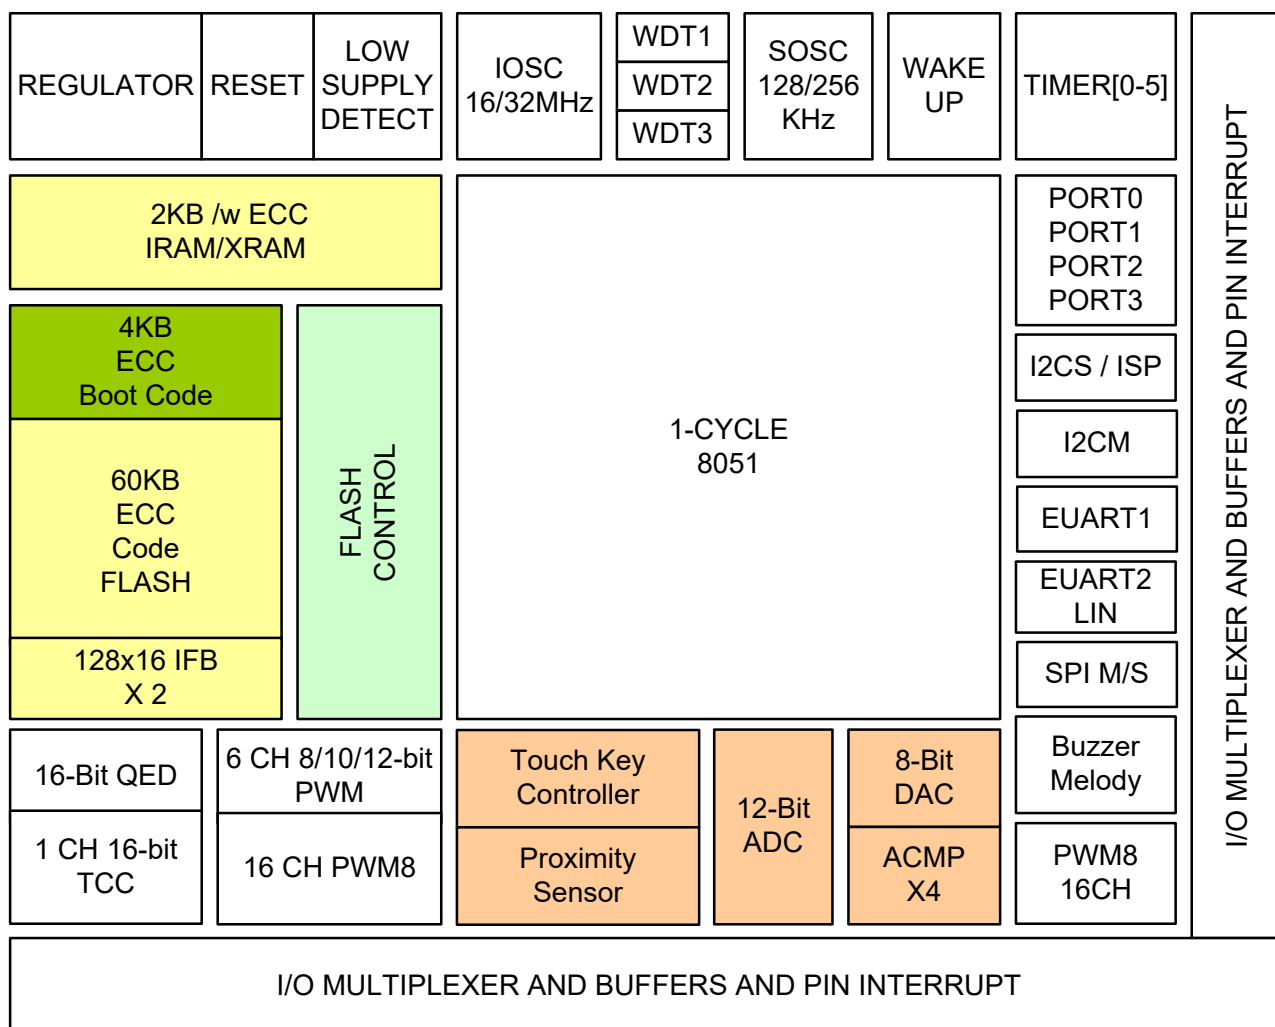 REGULATOR
RESET
LOW
SUPPLY
DETECT
IOSC
16/32MHz
WDT1
WDT2
WDT3
SOSC
128/256
KHz
WAKE
UP
TIMER[0-5]
2KB /w ECC
IRAM/XRAM
4KB
ECC
Boot Code
60KB
ECC
Code
FLASH
128x16 IFB
X 2
FLASH
CONTROL
1-CYCLE
8051
PORT0
PORT1
PORT2
PORT3
I2CS / ISP
I2CM
EUART1
EUART2
LIN
SPI M/S
Buzzer
Melody
PWM8
16CH
16-Bit QED
1 CH 16-bit
TCC
6 CH 8/10/12-bit
PWM
16 CH PWM8
Touch Key
Controller
Proximity
Sensor
12-Bit
ADC
8-Bit
DAC
ACMP
X4
I/O MULTIPLEXER AND BUFFERS AND PIN INTERRUPT
I/O MULTIPLEXER AND BUFFERS AND PIN INTERRUPT